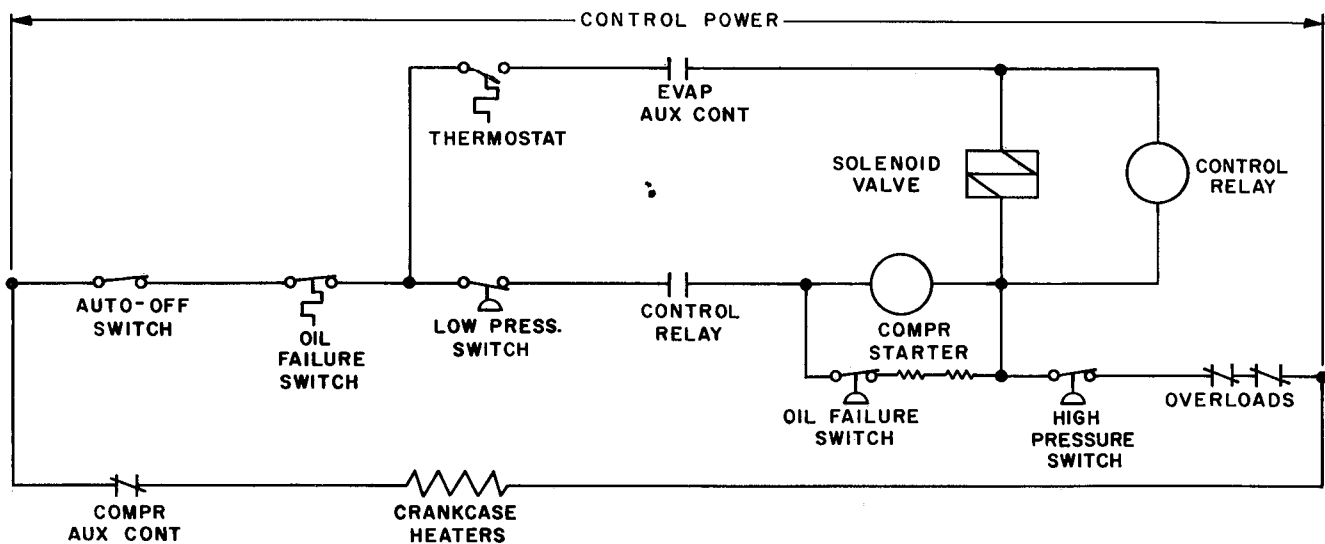 CONTROL POWER
THERMOSTAT
EVAP
AUX CONT
SOLENOID
VALVE
CONTROL
RELAY
AUTO-OFF
SWITCH
OIL
FAILURE
SWITCH
LOW PRESS.
SWITCH
CONTROL
RELAY
COMPR
STARTER
OIL FAILURE
SWITCH
HIGH
PRESSURE
SWITCH
OVERLOADS
COMPR
AUX CONT
CRANKCASE
HEATERS